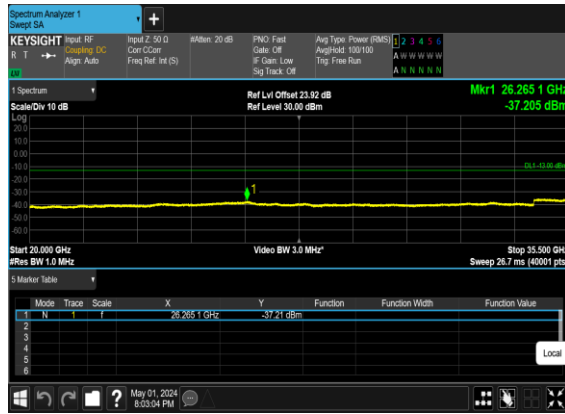 Spectrum Analyzer 1
Swept SA
KEYSIGHT Input: RF Input Z: 50 Ω #Atten: 20 dB PNO: Fast Avg Type: Power (RMS) 1 2 3 4 5 6
R T Coupling: DC Corr CCorr Gate: Off Avg|Hold: 100/100 A W W W W W
Align: Auto Freq Ref: Int (S) IF Gain: Low Trig: Free Run
Sig Track: Off A N N N N N
LV
1 Spectrum Ref Lvl Offset 23.92 dB Mkr1 26.265 1 GHz
Scale/Div 10 dB Ref Level 30.00 dBm -37.205 dBm
Log
20.0
10.0
0.00
-10.0 DL1 -13.00 dBm
-20.0
-30.0 1
-40.0
-50.0
-60.0
Start 20.000 GHz Video BW 3.0 MHz* Stop 35.500 GHz
#Res BW 1.0 MHz Sweep 26.7 ms (40001 pts)
5 Marker Table
Mode Trace Scale X Y Function Function Width Function Value
1 N 1 f 26.265 1 GHz -37.21 dBm
2
3
4
5
6
Local
? May 01, 2024
8:03:04 PM